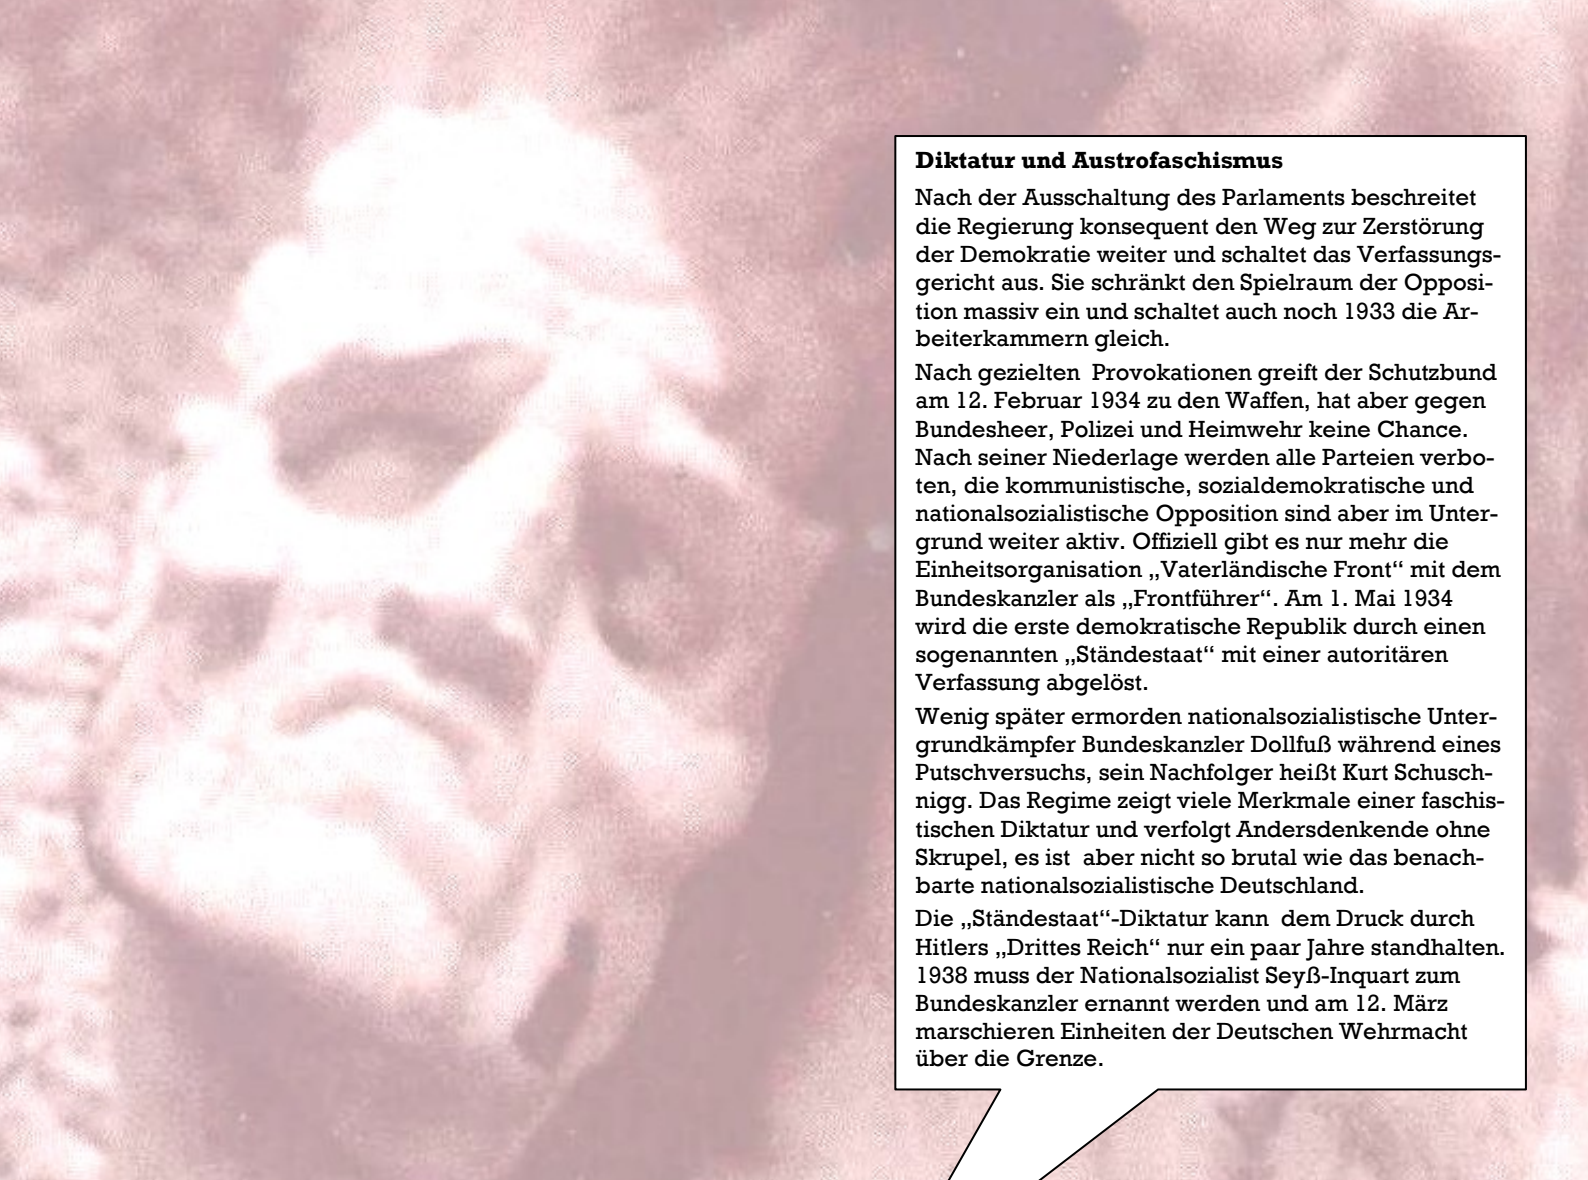 Diktatur und Austrofaschismus
Nach der Ausschaltung des Parlaments beschreitet
die Regierung konsequent den Weg zur Zerstörung
der Demokratie weiter und schaltet das Verfassungs-
gericht aus. Sie schränkt den Spielraum der Opposi-
tion massiv ein und schaltet auch noch 1933 die Ar-
beiterkammern gleich.
Nach gezielten  Provokationen greift der Schutzbund
am 12. Februar 1934 zu den Waffen, hat aber gegen
Bundesheer, Polizei und Heimwehr keine Chance.
Nach seiner Niederlage werden alle Parteien verbo-
ten, die kommunistische, sozialdemokratische und
nationalsozialistische Opposition sind aber im Unter-
grund weiter aktiv. Offiziell gibt es nur mehr die
Einheitsorganisation „Vaterländische Front“ mit dem
Bundeskanzler als „Frontführer“. Am 1. Mai 1934
wird die erste demokratische Republik durch einen
sogenannten „Ständestaat“ mit einer autoritären
Verfassung abgelöst.
Wenig später ermorden nationalsozialistische Unter-
grundkämpfer Bundeskanzler Dollfuß während eines
Putschversuchs, sein Nachfolger heißt Kurt Schusch-
nigg. Das Regime zeigt viele Merkmale einer faschis-
tischen Diktatur und verfolgt Andersdenkende ohne
Skrupel, es ist  aber nicht so brutal wie das benach-
barte nationalsozialistische Deutschland.
Die „Ständestaat“-Diktatur kann  dem Druck durch
Hitlers „Drittes Reich“ nur ein paar Jahre standhalten.
1938 muss der Nationalsozialist Seyß-Inquart zum
Bundeskanzler ernannt werden und am 12. März
marschieren Einheiten der Deutschen Wehrmacht
über die Grenze.